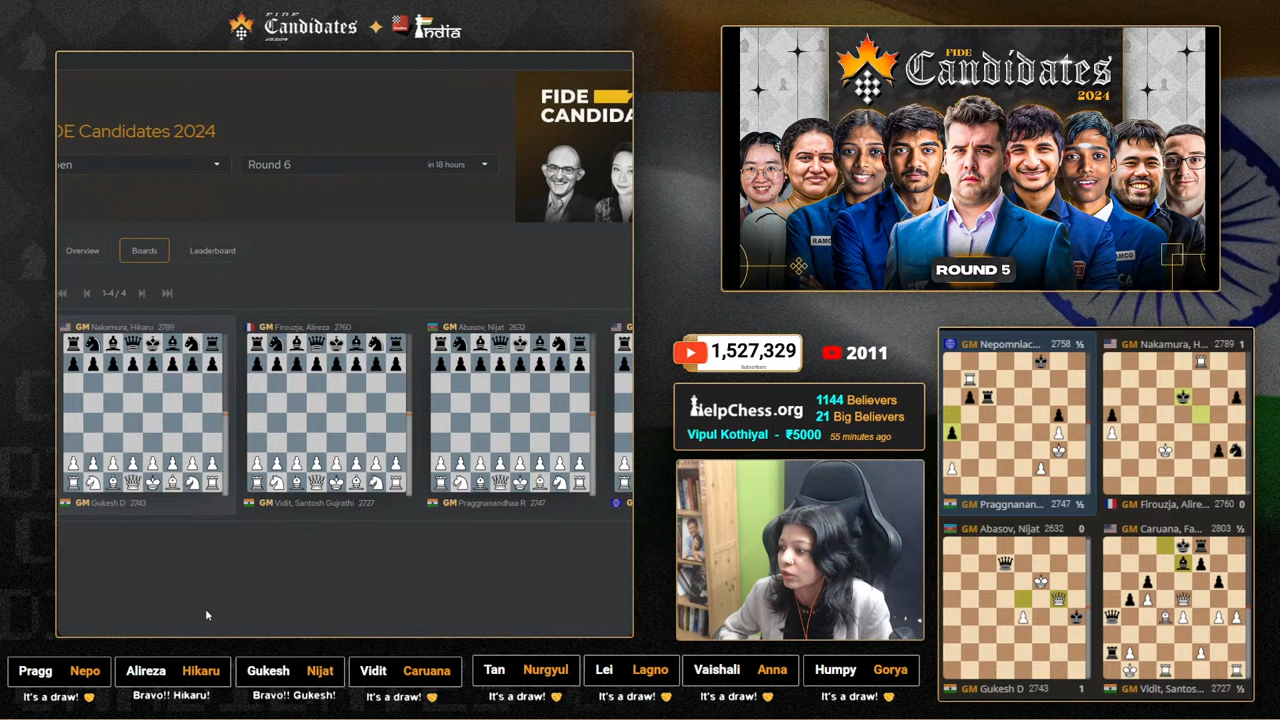 FIDE
Candidates
2024
India
DE Candidates 2024
en
Round 6
in 18 hours
FIDE
CANDIDA
Overview
Boards
Leaderboard
1-4 / 4
GM Nakamura, Hikaru 2789
GM Firouzja, Alireza 2760
GM Abasov, Nijat 2632
G
GM Gukesh D 2743
GM Vidit, Santosh Gujrathi 2727
GM Praggnanandhaa R 2747
G
FIDE
Candidates
2024
RAMC
ROUND 5
1,527,329
Subscribers
2011
HelpChess.org
1144 Believers
21 Big Believers
Vipul Kothiyal - ₹5000 55 minutes ago
GM Nepomniac... 2758 ½
GM Nakamura, H... 2789 1
GM Praggnanan... 2747 ½
GM Firouzja, Alire... 2760 0
GM Abasov, Nijat 2632 0
GM Caruana, Fa... 2803 ½
GM Gukesh D 2743 1
GM Vidit, Santos... 2727 ½
Pragg Nepo
It's a draw!
Alireza Hikaru
Bravo!! Hikaru!
Gukesh Nijat
Bravo!! Gukesh!
Vidit Caruana
It's a draw!
Tan Nurgyul
It's a draw!
Lei Lagno
It's a draw!
Vaishali Anna
It's a draw!
Humpy Gorya
It's a draw!